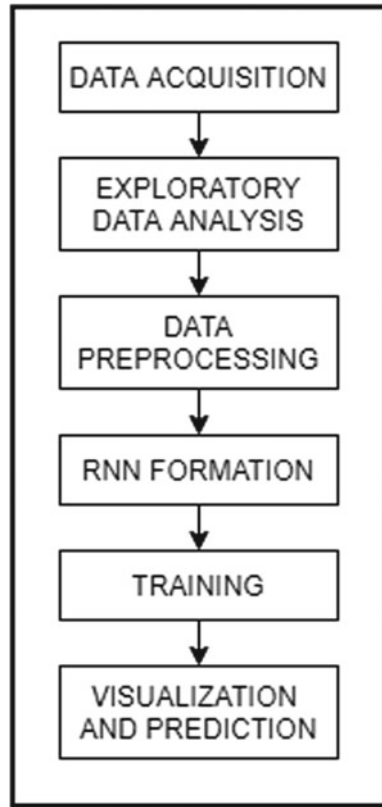 DATA ACQUISITION
EXPLORATORY
DATA ANALYSIS
DATA
PREPROCESSING
RNN FORMATION
TRAINING
VISUALIZATION
AND PREDICTION